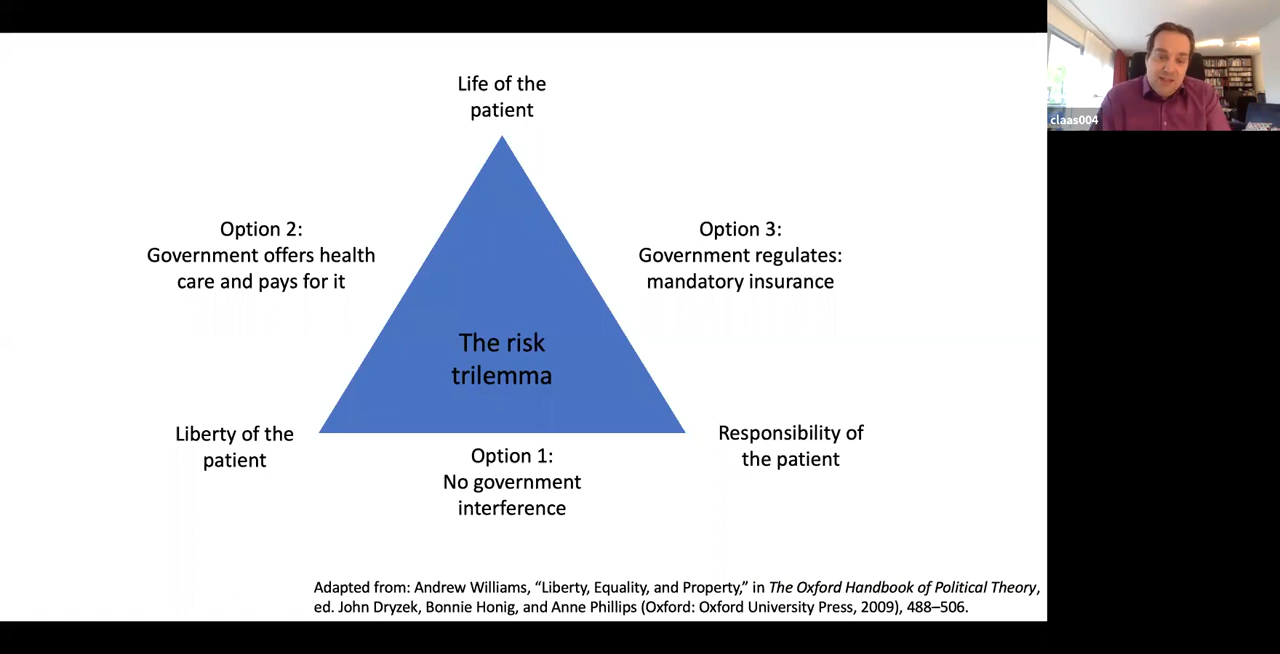 Life of the
patient
Option 2:
Government offers health
care and pays for it
Option 3:
Government regulates:
mandatory insurance
The risk
trilemma
Liberty of the
patient
Responsibility of
the patient
Option 1:
No government
interference
Adapted from: Andrew Williams, “Liberty, Equality, and Property,” in The Oxford Handbook of Political Theory,
ed. John Dryzek, Bonnie Honig, and Anne Phillips (Oxford: Oxford University Press, 2009), 488–506.
claas004